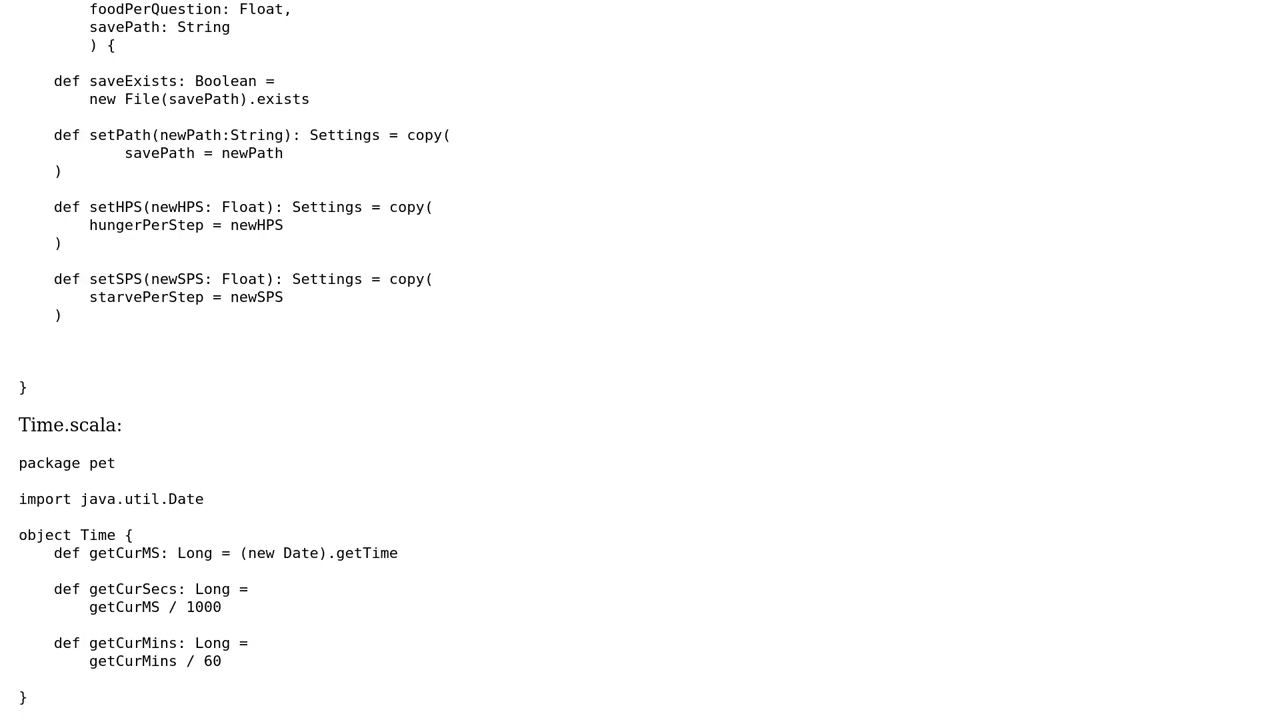 foodPerQuestion: Float,
        savePath: String
        ) {
    def saveExists: Boolean =
        new File(savePath).exists
    def setPath(newPath:String): Settings = copy(
            savePath = newPath
    )
    def setHPS(newHPS: Float): Settings = copy(
        hungerPerStep = newHPS
    )
    def setSPS(newSPS: Float): Settings = copy(
        starvePerStep = newSPS
    )
}
Time.scala:
package pet
import java.util.Date
object Time {
    def getCurMS: Long = (new Date).getTime
    def getCurSecs: Long =
        getCurMS / 1000
    def getCurMins: Long =
        getCurMins / 60
}